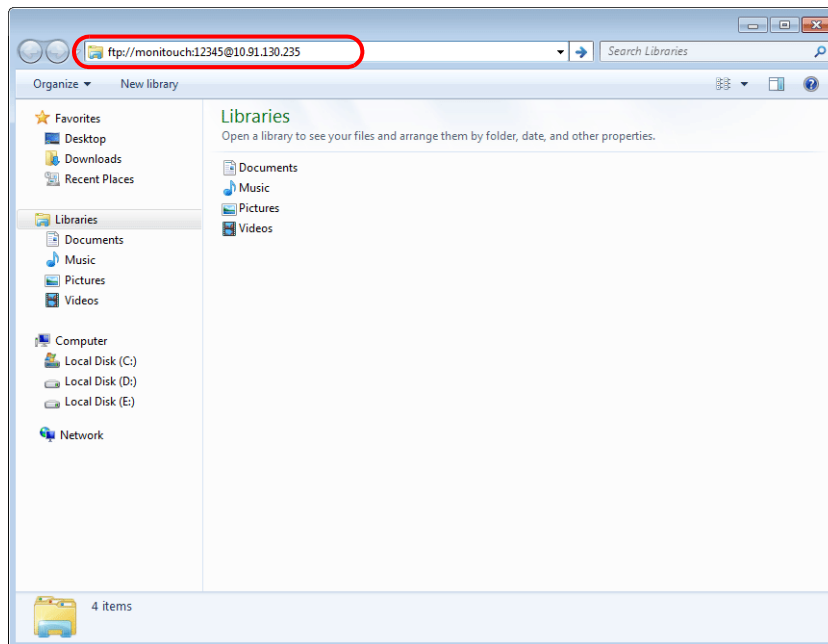 ftp://monitouch:12345@10.91.130.235
Search Libraries
Organize
New library
Favorites
Desktop
Downloads
Recent Places
Libraries
Documents
Music
Pictures
Videos
Computer
Local Disk (C:)
Local Disk (D:)
Local Disk (E:)
Network
Libraries
Open a library to see your files and arrange them by folder, date, and other properties.
Documents
Music
Pictures
Videos
4 items